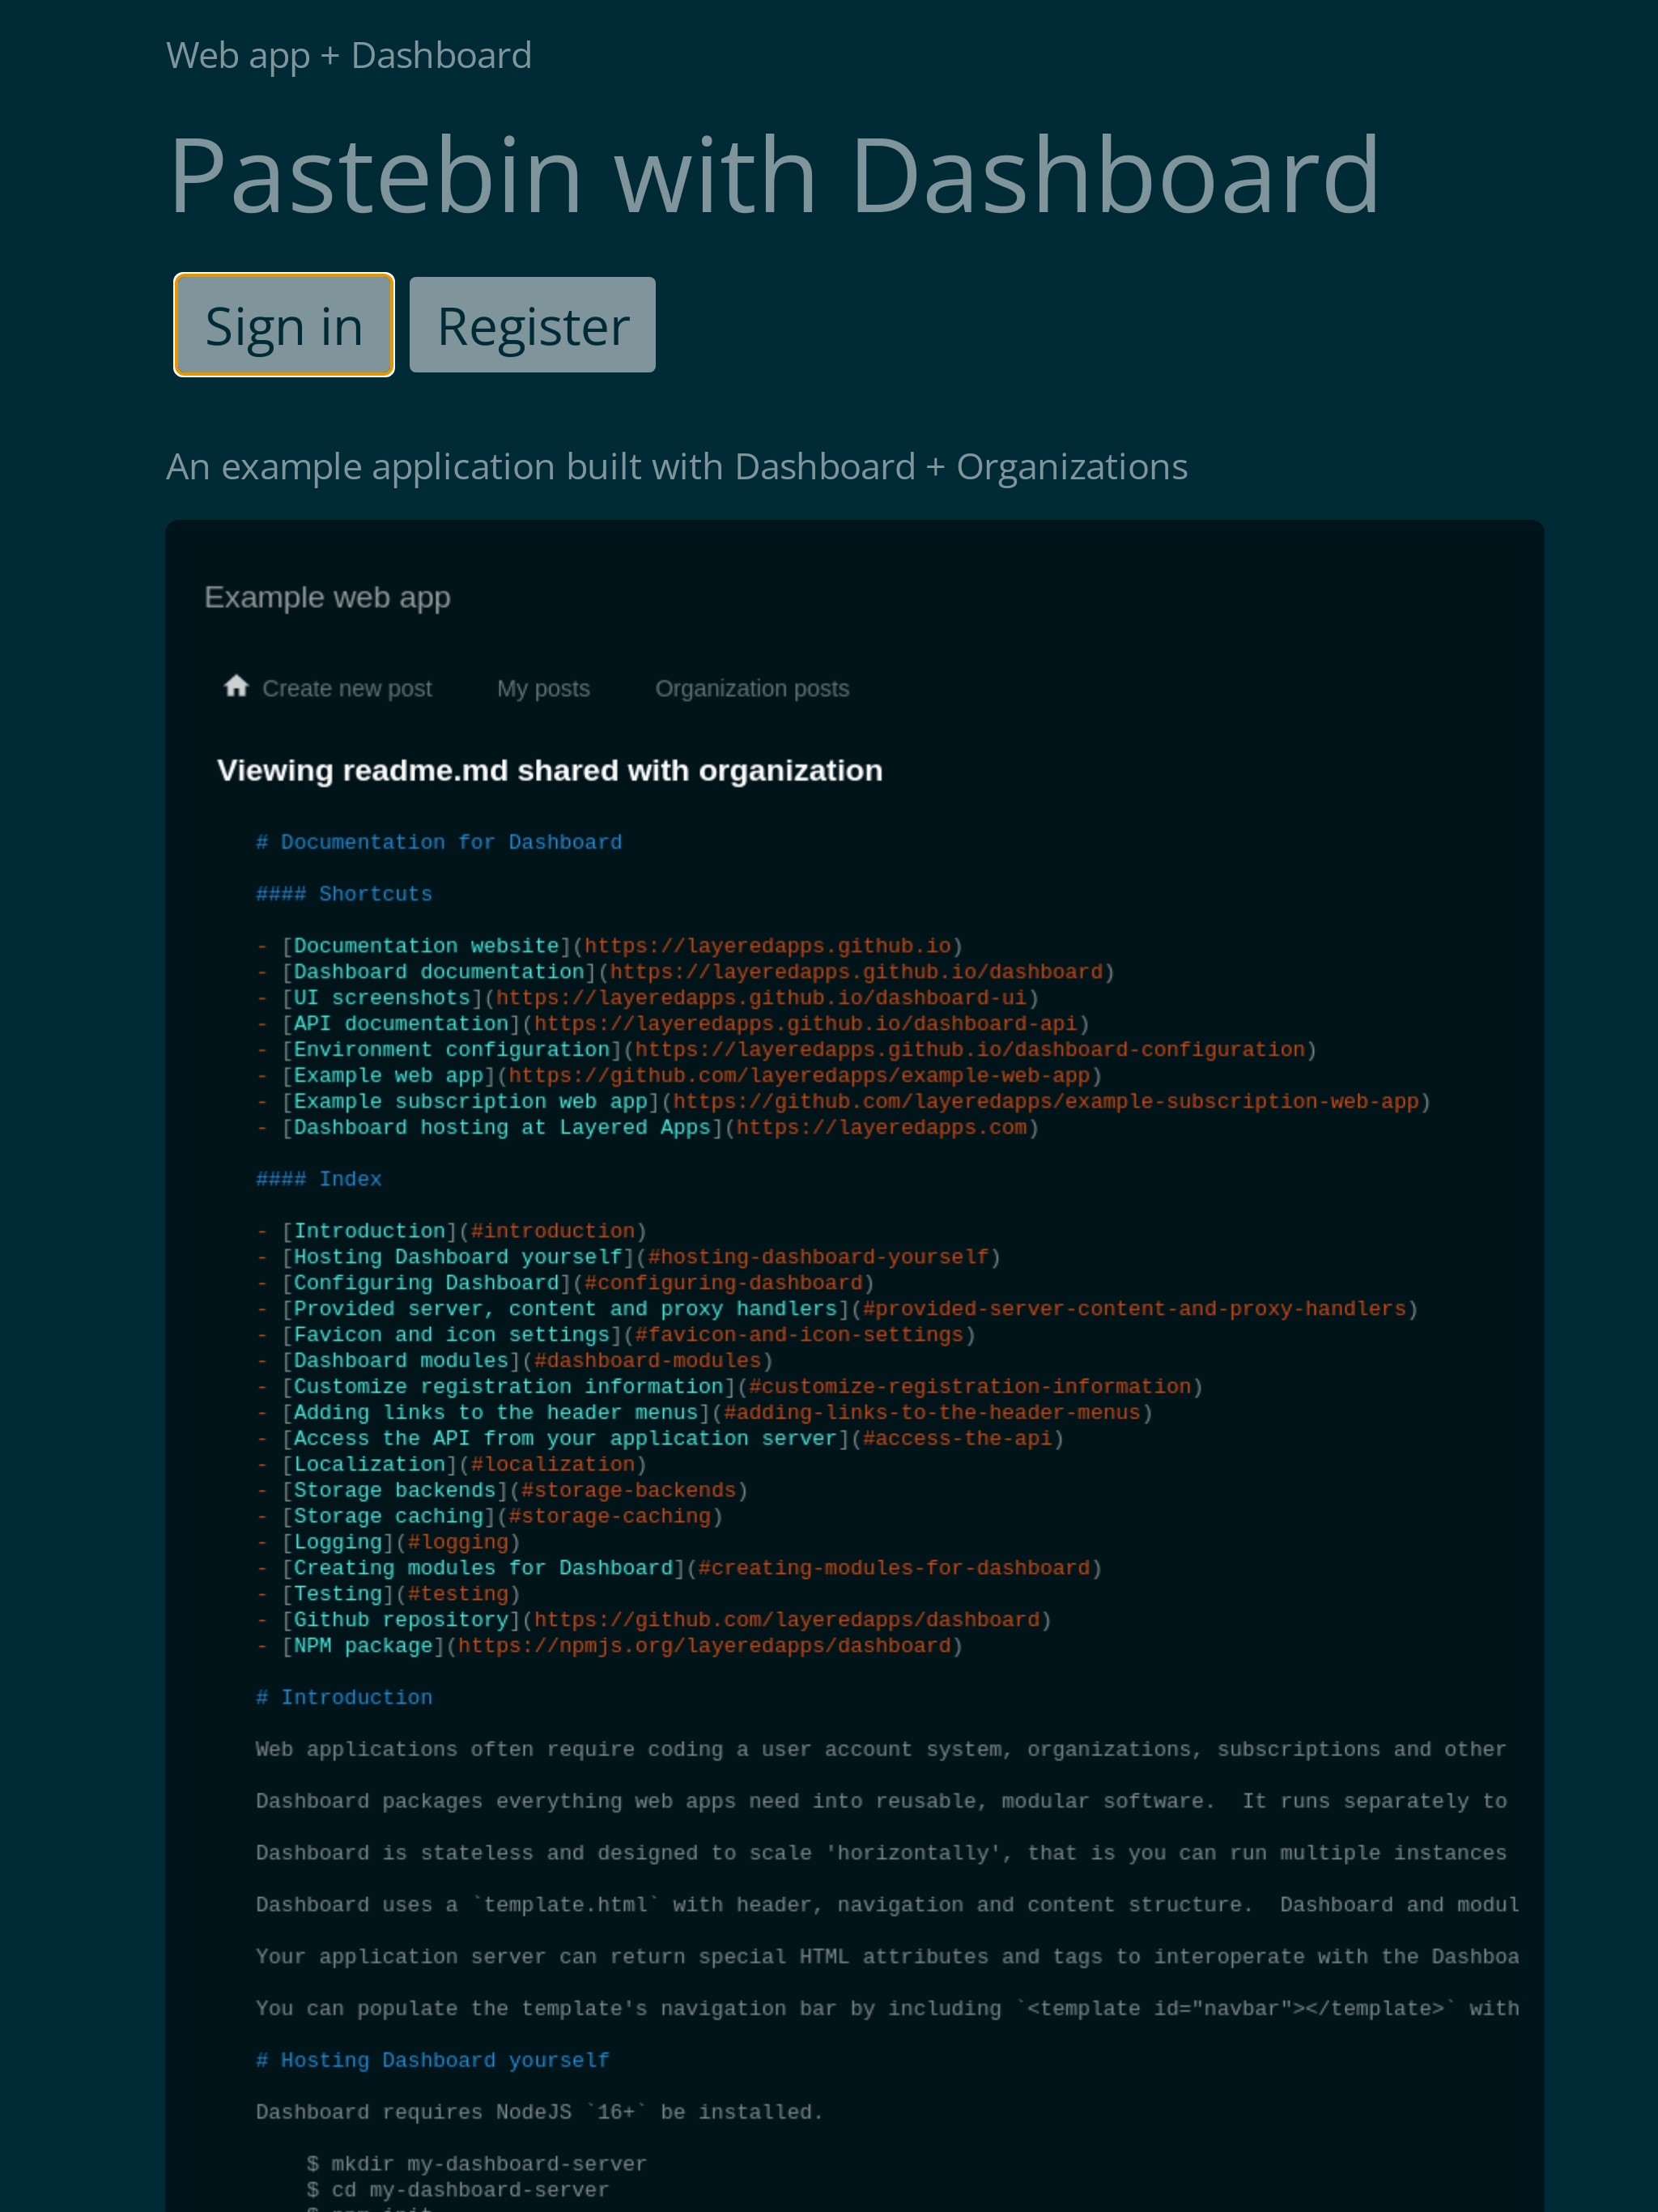 Web app + Dashboard
Pastebin with Dashboard
Sign in
Register
An example application built with Dashboard + Organizations
Example web app
Create new post
My posts
Organization posts
Viewing readme.md shared with organization
# Documentation for Dashboard
#### Shortcuts
- [Documentation website](https://layeredapps.github.io)
- [Dashboard documentation](https://layeredapps.github.io/dashboard)
- [UI screenshots](https://layeredapps.github.io/dashboard-ui)
- [API documentation](https://layeredapps.github.io/dashboard-api)
- [Environment configuration](https://layeredapps.github.io/dashboard-configuration)
- [Example web app](https://github.com/layeredapps/example-web-app)
- [Example subscription web app](https://github.com/layeredapps/example-subscription-web-app)
- [Dashboard hosting at Layered Apps](https://layeredapps.com)
#### Index
- [Introduction](#introduction)
- [Hosting Dashboard yourself](#hosting-dashboard-yourself)
- [Configuring Dashboard](#configuring-dashboard)
- [Provided server, content and proxy handlers](#provided-server-content-and-proxy-handlers)
- [Favicon and icon settings](#favicon-and-icon-settings)
- [Dashboard modules](#dashboard-modules)
- [Customize registration information](#customize-registration-information)
- [Adding links to the header menus](#adding-links-to-the-header-menus)
- [Access the API from your application server](#access-the-api)
- [Localization](#localization)
- [Storage backends](#storage-backends)
- [Storage caching](#storage-caching)
- [Logging](#logging)
- [Creating modules for Dashboard](#creating-modules-for-dashboard)
- [Testing](#testing)
- [Github repository](https://github.com/layeredapps/dashboard)
- [NPM package](https://npmjs.org/layeredapps/dashboard)
# Introduction
Web applications often require coding a user account system, organizations, subscriptions and other
Dashboard packages everything web apps need into reusable, modular software.  It runs separately to
Dashboard is stateless and designed to scale 'horizontally', that is you can run multiple instances
Dashboard uses a `template.html` with header, navigation and content structure.  Dashboard and modul
Your application server can return special HTML attributes and tags to interoperate with the Dashboa
You can populate the template's navigation bar by including `<template id="navbar"></template>` with
# Hosting Dashboard yourself
Dashboard requires NodeJS `16+` be installed.
$ mkdir my-dashboard-server
$ cd my-dashboard-server
$ npm init